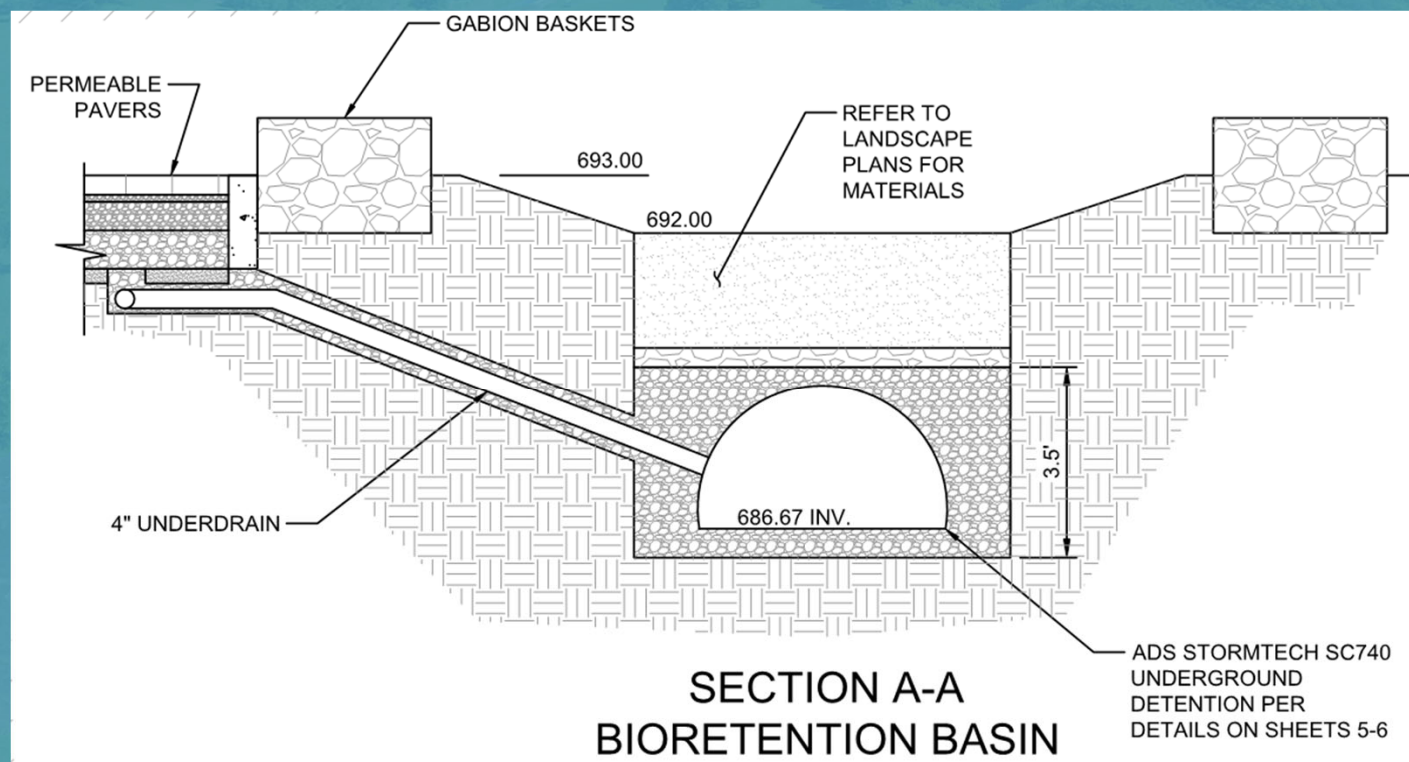 GABION BASKETS
PERMEABLE
PAVERS
REFER TO
LANDSCAPE
PLANS FOR
MATERIALS
693.00
692.00
3.5'
4" UNDERDRAIN
686.67 INV.
ADS STORMTECH SC740
UNDERGROUND
DETENTION PER
DETAILS ON SHEETS 5-6
SECTION A-A
BIORETENTION BASIN